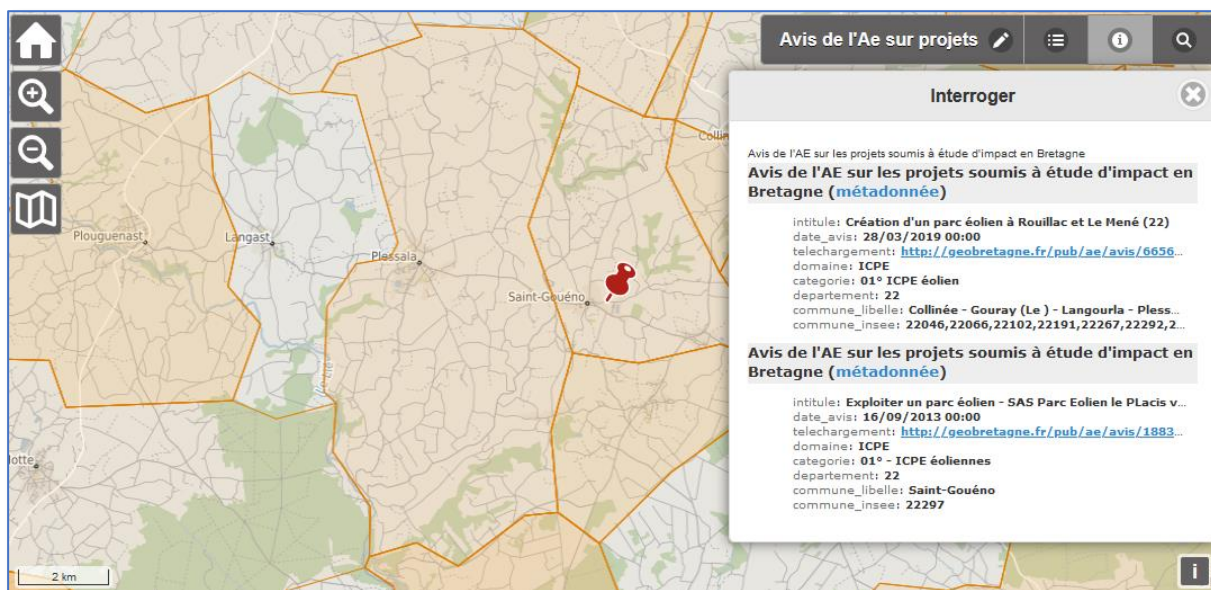 Avis de l'Ae sur projets
Interroger
Avis de l'AE sur les projets soumis à étude d'impact en Bretagne
Avis de l'AE sur les projets soumis à étude d'impact en
Bretagne (métadonnée)
intitule: Création d'un parc éolien à Rouillac et Le Mené (22)
date_avis: 28/03/2019 00:00
telechargement: http://geobretagne.fr/pub/ae/avis/6656...
domaine: ICPE
categorie: 01° ICPE éolien
departement: 22
commune_libelle: Collinée - Gouray (Le ) - Langourla - Pless...
commune_insee: 22046,22066,22102,22191,22267,22292,2...
Avis de l'AE sur les projets soumis à étude d'impact en
Bretagne (métadonnée)
intitule: Exploiter un parc éolien - SAS Parc Eolien le PLacis v...
date_avis: 16/09/2013 00:00
telechargement: http://geobretagne.fr/pub/ae/avis/1883...
domaine: ICPE
categorie: 01° - ICPE éoliennes
departement: 22
commune_libelle: Saint-Gouéno
commune_insee: 22297
Collin
Plouguenast
Langast
Plessala
Saint-Gouéno
Le Lié
lotte
2 km
i